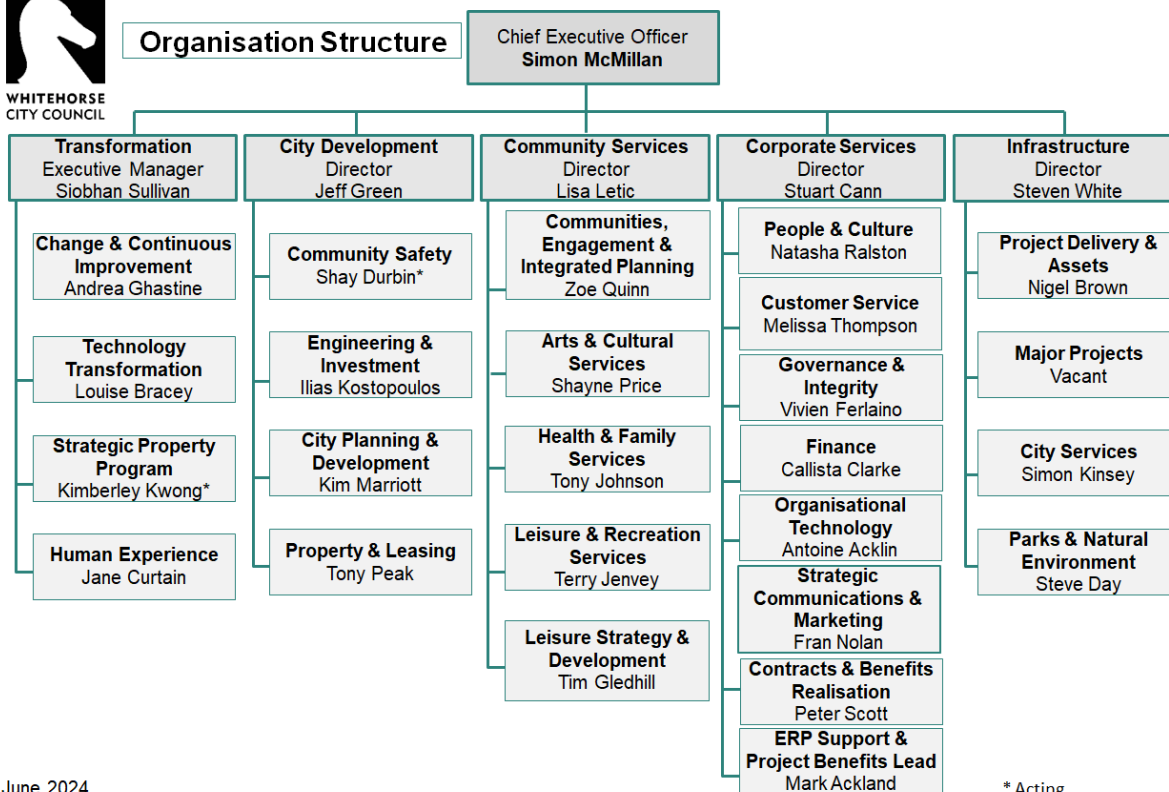 WHITEHORSE
CITY COUNCIL
Organisation Structure
Chief Executive Officer
Simon McMillan
Transformation
Executive Manager
Siobhan Sullivan
Change & Continuous
Improvement
Andrea Ghastine
Technology
Transformation
Louise Bracey
Strategic Property
Program
Kimberley Kwong*
Human Experience
Jane Curtain
City Development
Director
Jeff Green
Community Safety
Shay Durbin*
Engineering &
Investment
Ilias Kostopoulos
City Planning &
Development
Kim Marriott
Property & Leasing
Tony Peak
Community Services
Director
Lisa Letic
Communities,
Engagement &
Integrated Planning
Zoe Quinn
Arts & Cultural
Services
Shayne Price
Health & Family
Services
Tony Johnson
Leisure & Recreation
Services
Terry Jenvey
Leisure Strategy &
Development
Tim Gledhill
Corporate Services
Director
Stuart Cann
People & Culture
Natasha Ralston
Customer Service
Melissa Thompson
Governance &
Integrity
Vivien Ferlaino
Finance
Callista Clarke
Organisational
Technology
Antoine Acklin
Strategic
Communications &
Marketing
Fran Nolan
Contracts & Benefits
Realisation
Peter Scott
ERP Support &
Project Benefits Lead
Mark Ackland
Infrastructure
Director
Steven White
Project Delivery &
Assets
Nigel Brown
Major Projects
Vacant
City Services
Simon Kinsey
Parks & Natural
Environment
Steve Day
June 2024
* Acting